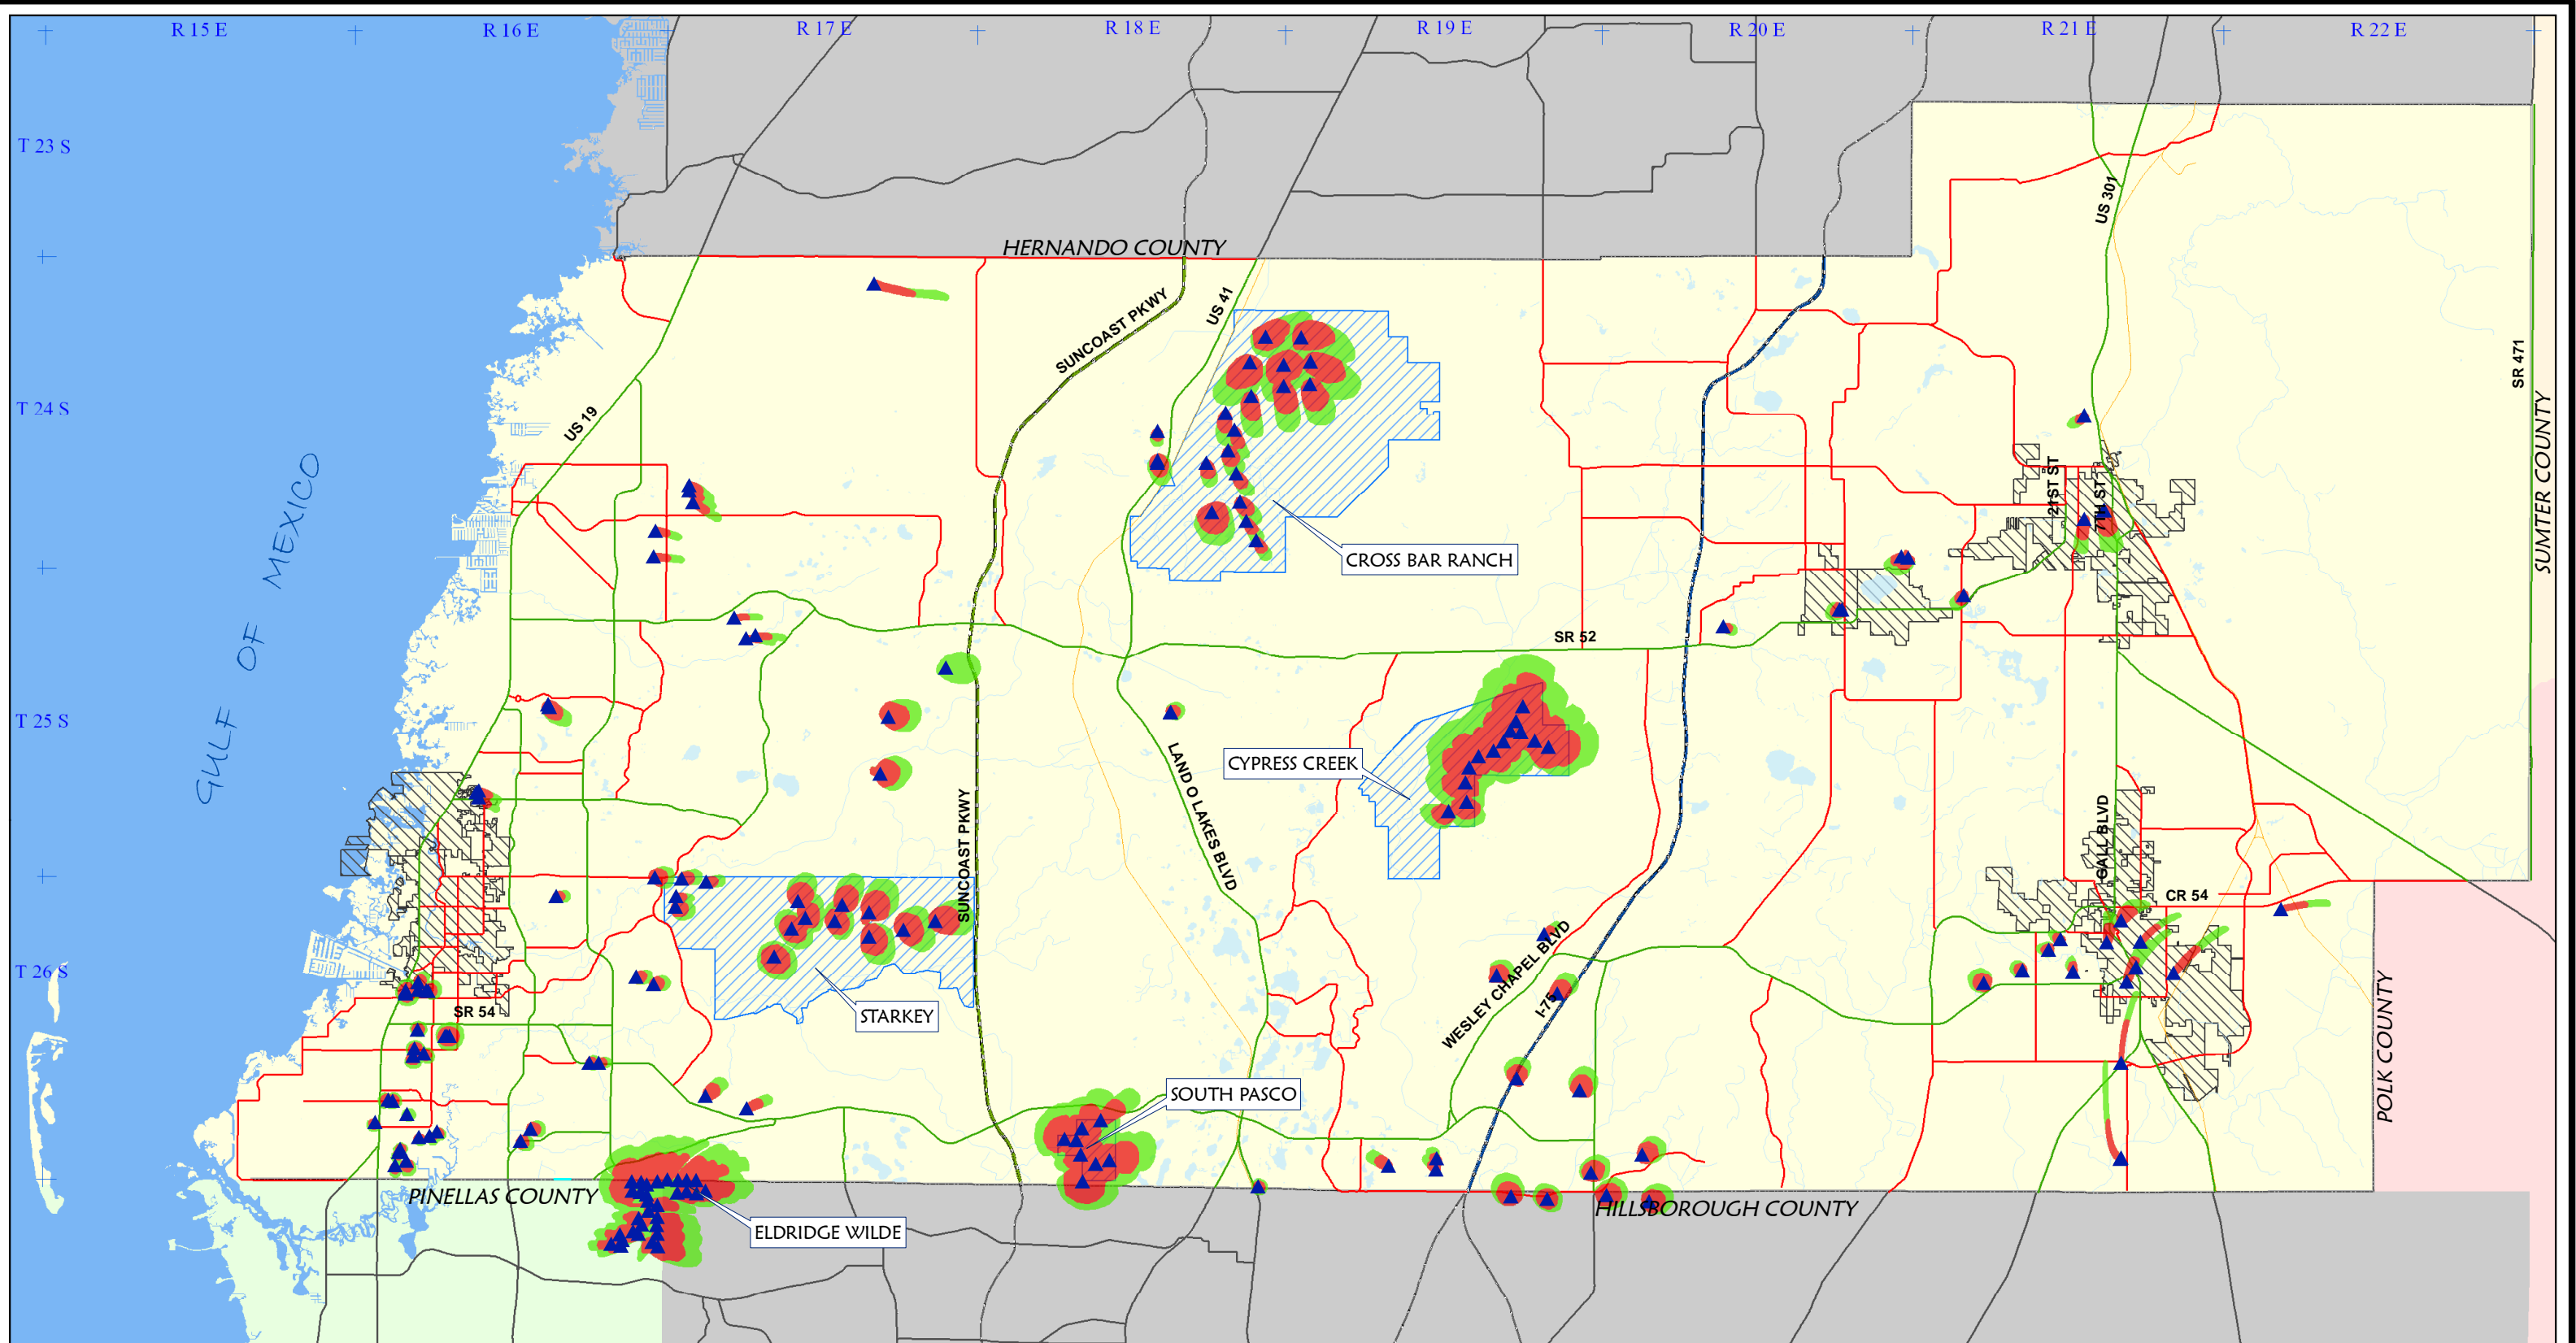 R 15 E
R 16 E
R 17 E
R 18 E
R 19 E
R 20 E
R 21 E
R 22 E
T 23 S
US 301
HERNANDO COUNTY
SUNCOAST PKWY
US 41
SR 471
T 24 S
US 19
SUMTER COUNTY
GULF OF MEXICO
21ST ST
7TH ST
CROSS BAR RANCH
SR 52
T 25 S
LAND O LAKES BLVD
CYPRESS CREEK
SUNCOAST PKWY
GALL BLVD
CR 54
T 26 S
WESLEY CHAPEL BLVD
I-75
STARKEY
SR 54
POLK COUNTY
SOUTH PASCO
PINELLAS COUNTY
HILLSBOROUGH COUNTY
ELDRIDGE WILDE